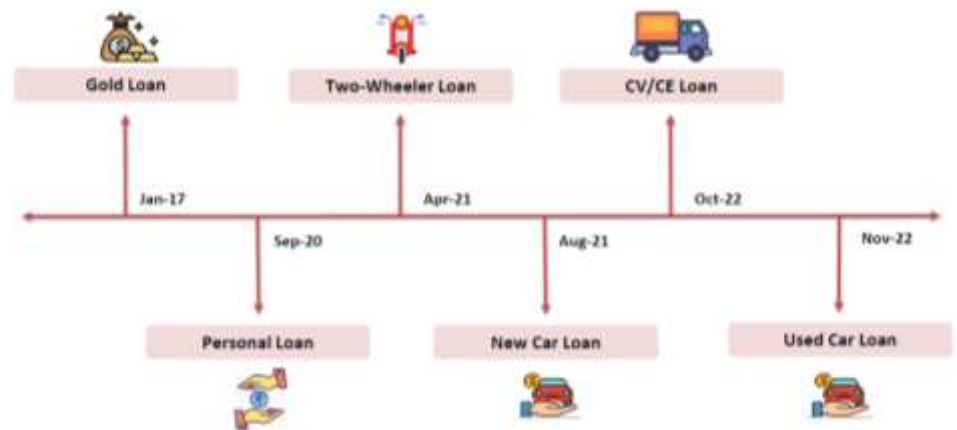 Gold Loan
Two-Wheeler Loan
CV/CE Loan
Jan-17
Apr-21
Oct-22
Sep-20
Aug-21
Nov-22
Personal Loan
New Car Loan
Used Car Loan